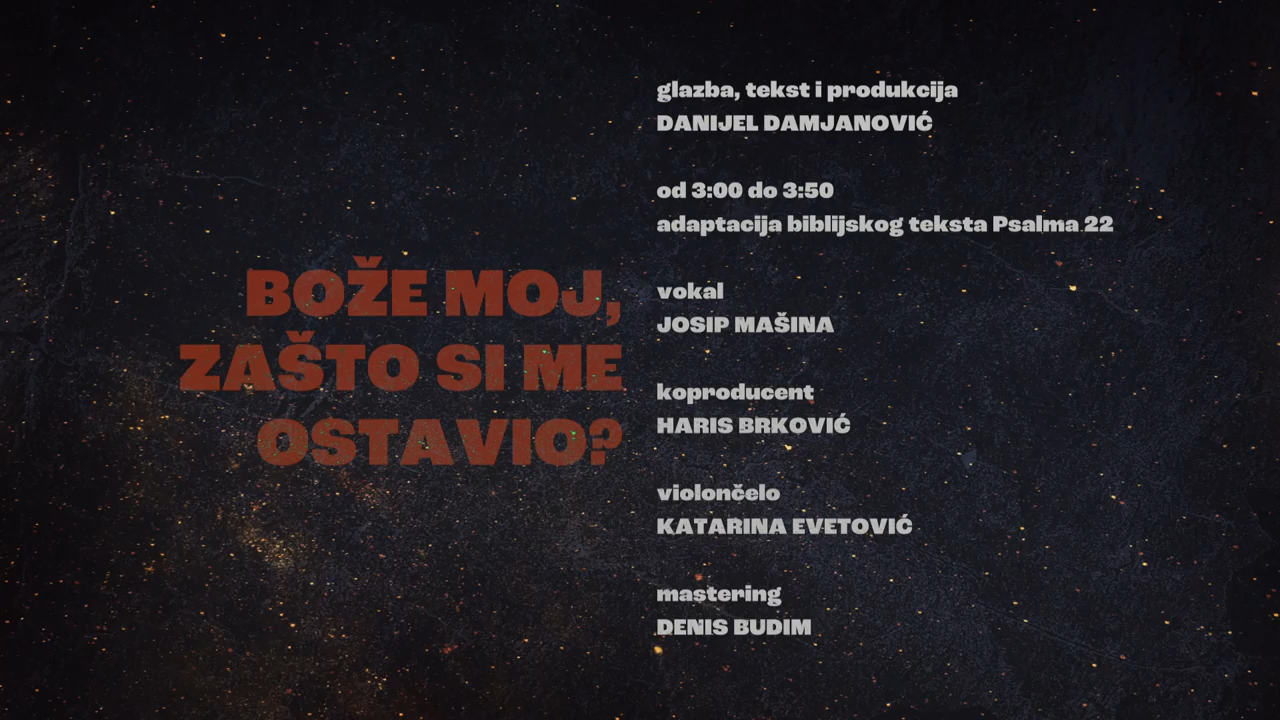 BOŽE MOJ,
ZAŠTO SI ME
OSTAVIO?
glazba, tekst i produkcija
DANIJEL DAMJANOVIĆ
od 3:00 do 3:50
adaptacija biblijskog teksta Psalma 22
vokal
JOSIP MAŠINA
koproducent
HARIS BRKOVIĆ
violončelo
KATARINA EVETOVIĆ
mastering
DENIS BUDIM